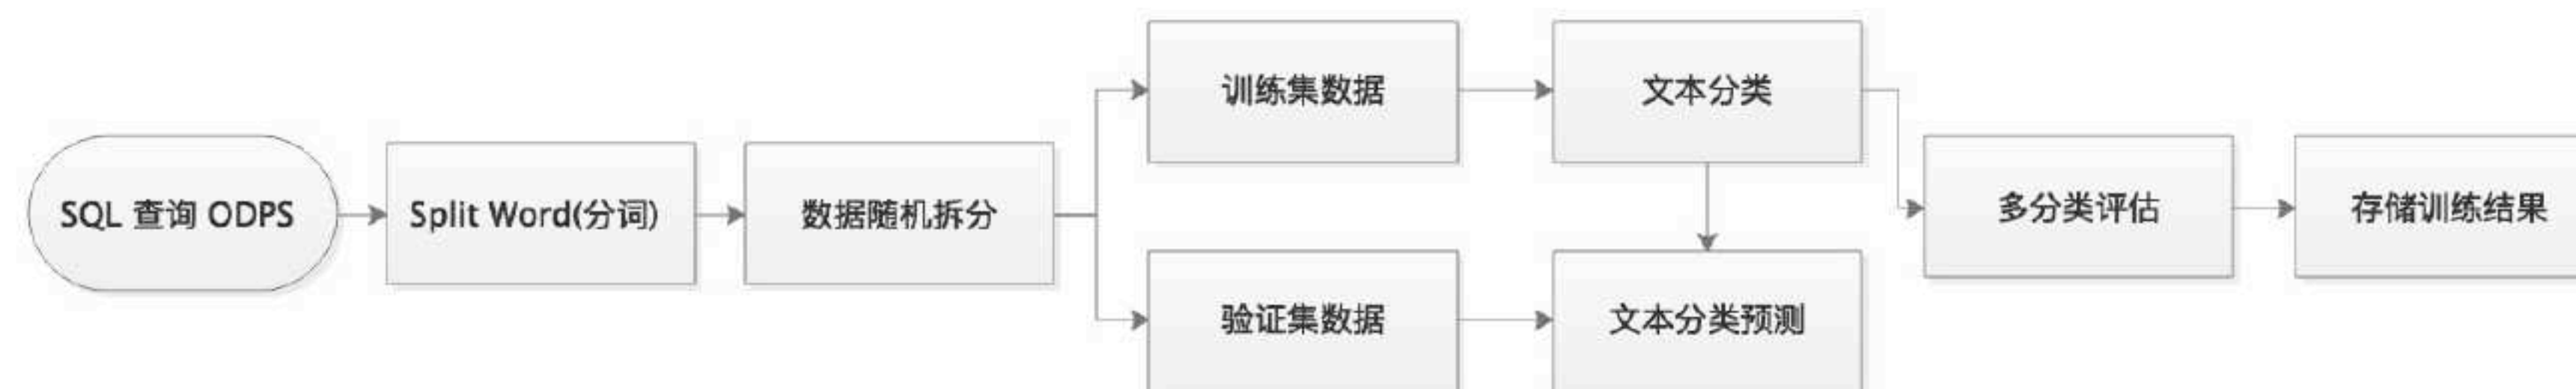 SQL 查询 ODPS
Split Word(分词)
数据随机拆分
训练集数据
文本分类
验证集数据
文本分类预测
多分类评估
存储训练结果